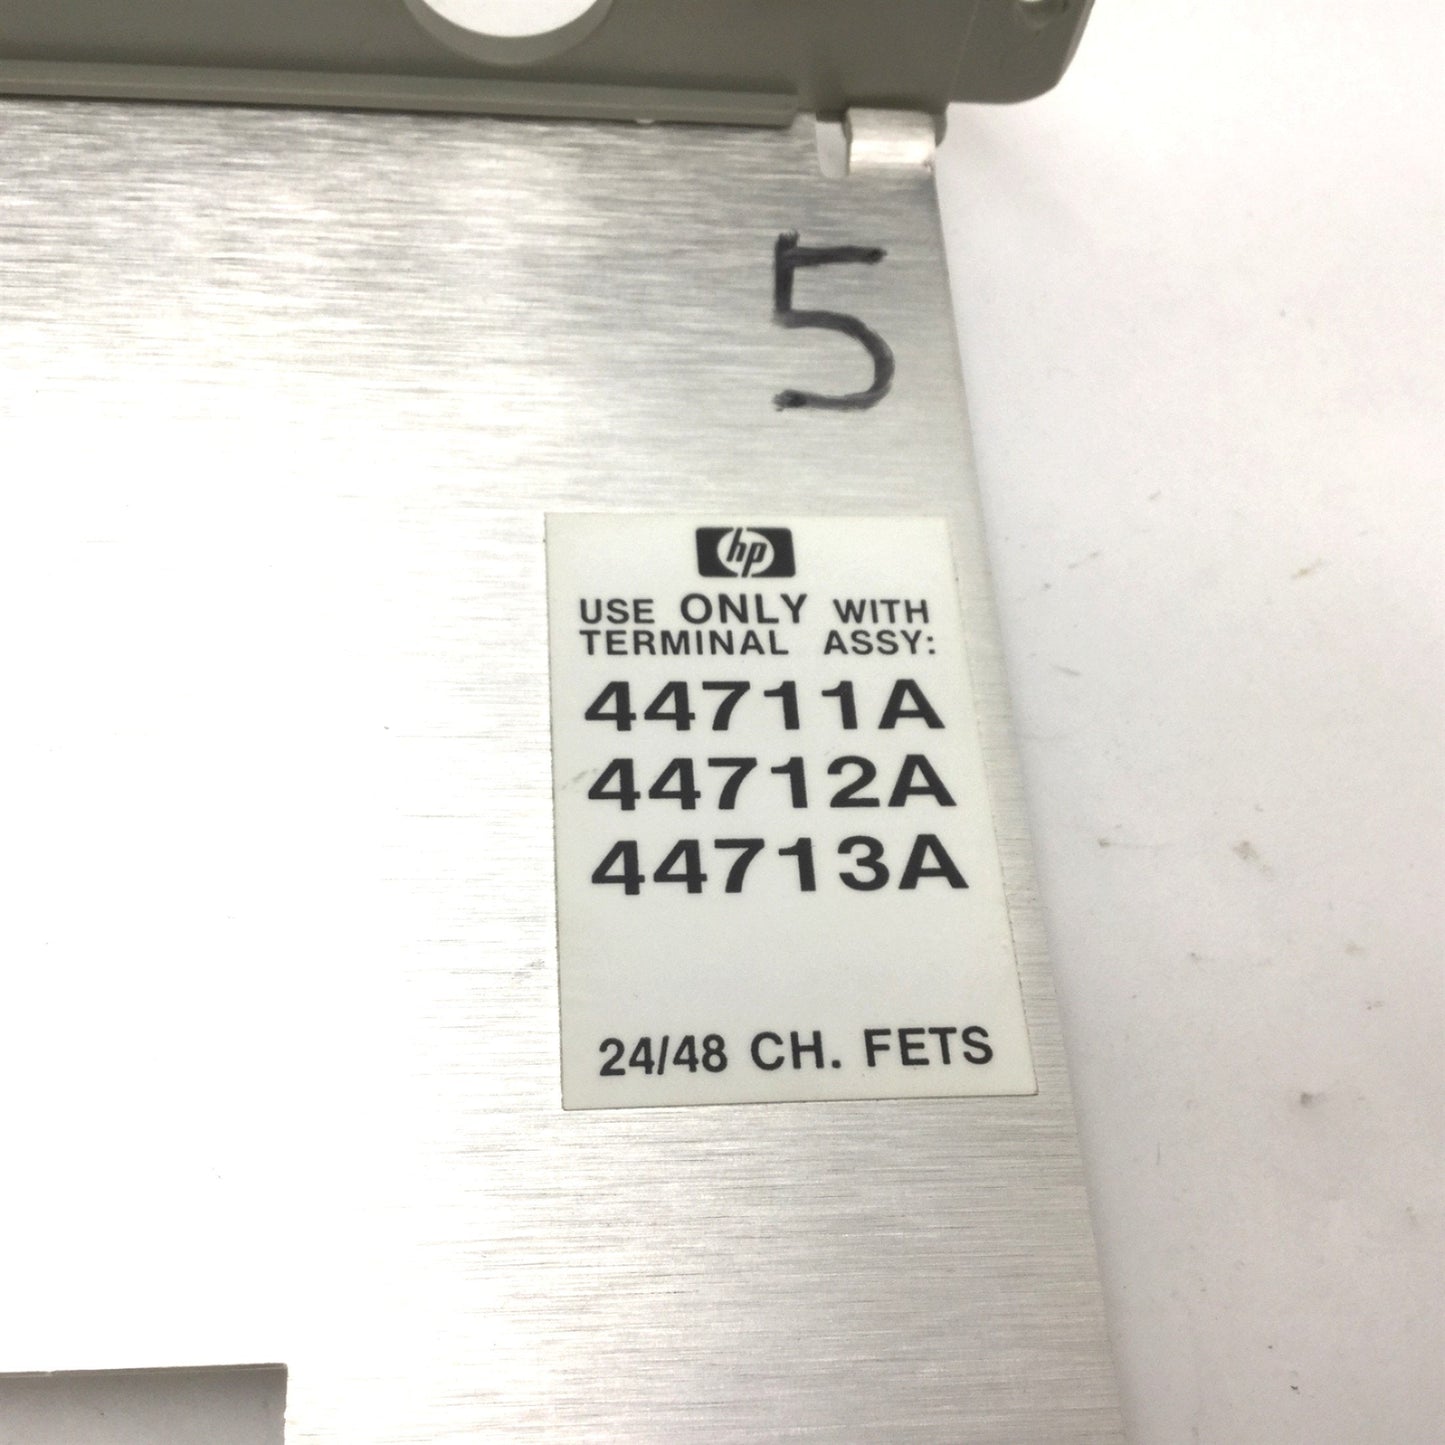 5
hp
USE ONLY WITH
TERMINAL ASSY:
44711A
44712A
44713A
24/48 CH. FETS